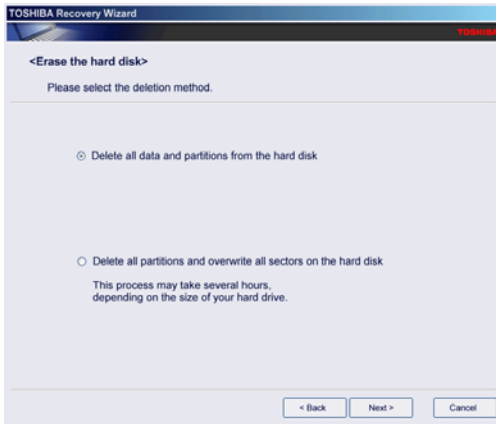 TOSHIBA Recovery Wizard
TOSHIBA
<Erase the hard disk>
Please select the deletion method.
Delete all data and partitions from the hard disk
Delete all partitions and overwrite all sectors on the hard disk
This process may take several hours,
depending on the size of your hard drive.
< Back Next > Cancel